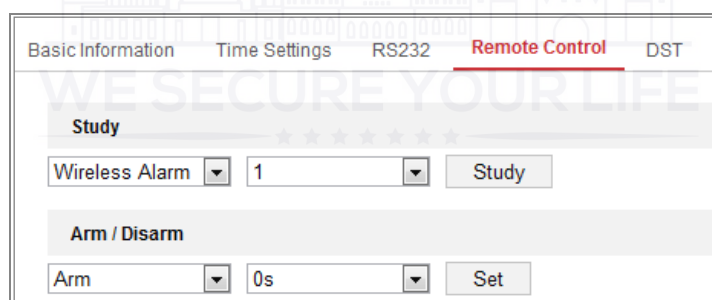 Basic Information Time Settings RS232 Remote Control DST
WE SECURE YOUR LIFE
Study
Wireless Alarm 1 Study
Arm / Disarm
Arm 0s Set